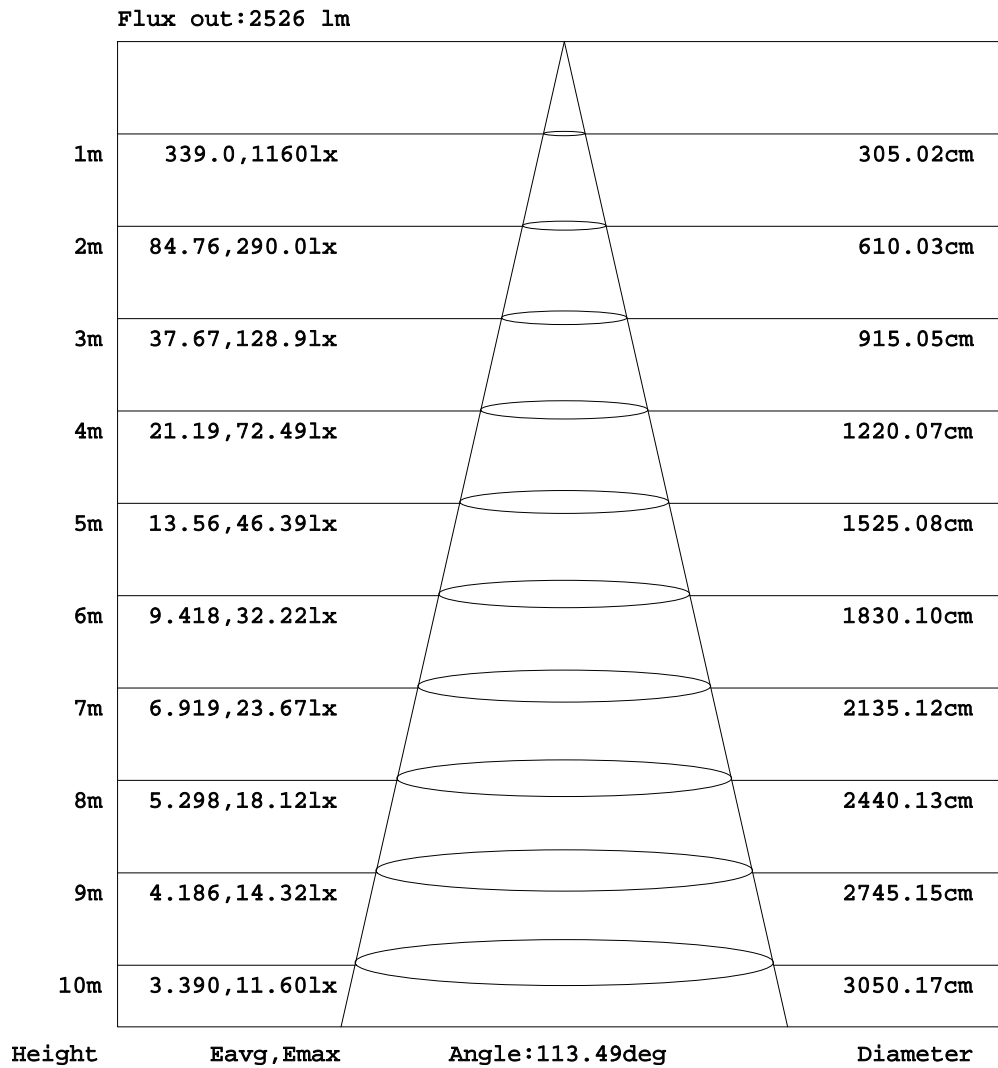 Flux out:2526 lm
1m 339.0,1160lx 305.02cm
2m 84.76,290.0lx 610.03cm
3m 37.67,128.9lx 915.05cm
4m 21.19,72.49lx 1220.07cm
5m 13.56,46.39lx 1525.08cm
6m 9.418,32.22lx 1830.10cm
7m 6.919,23.67lx 2135.12cm
8m 5.298,18.12lx 2440.13cm
9m 4.186,14.32lx 2745.15cm
10m 3.390,11.60lx 3050.17cm
Height Eavg,Emax Angle:113.49deg Diameter